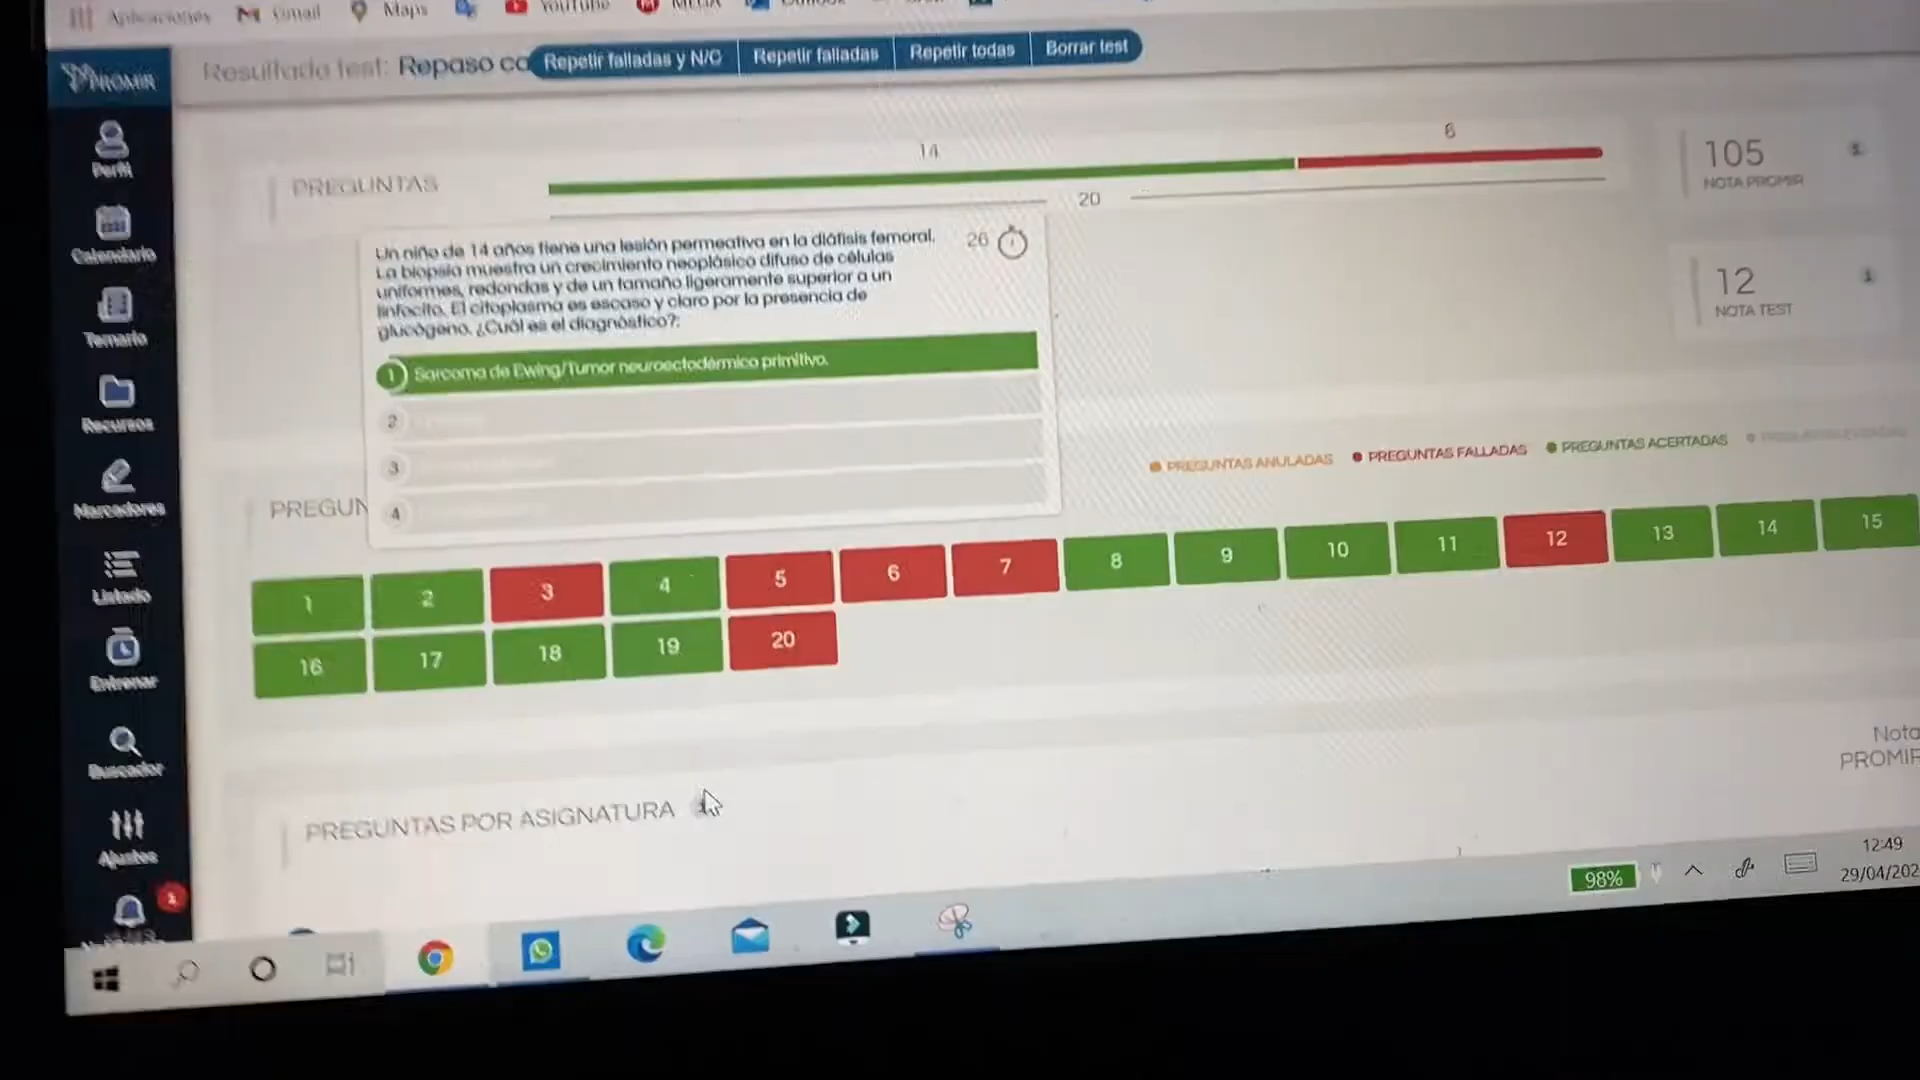 Aplicaciones Gmail Maps YouTube
PROMIR
Resultado test: Repaso co
Repetir falladas y N/C
Repetir falladas
Repetir todas
Borrar test
Perfil
Calendario
Temario
Recursos
Marcadores
Listado
Entrenar
Buscador
Ajustes
1
PREGUNTAS
14
6
20
105
NOTA PROMIR
12
NOTA TEST
Un niño de 14 años tiene una lesión permeativa en la diáfisis femoral.
La biopsia muestra un crecimiento neoplásico difuso de células
uniformes, redondas y de un tamaño ligeramente superior a un
linfocito. El citoplasma es escaso y claro por la presencia de
glucógeno. ¿Cuál es el diagnóstico?:
26
1 Sarcoma de Ewing/Tumor neuroectodérmico primitivo.
2
3
4
PREGUN
PREGUNTAS ANULADAS
PREGUNTAS FALLADAS
PREGUNTAS ACERTADAS
1 2 3 4 5 6 7 8 9 10 11 12 13 14 15
16 17 18 19 20
Nota
PROMIR
PREGUNTAS POR ASIGNATURA
98%
12:49
29/04/202